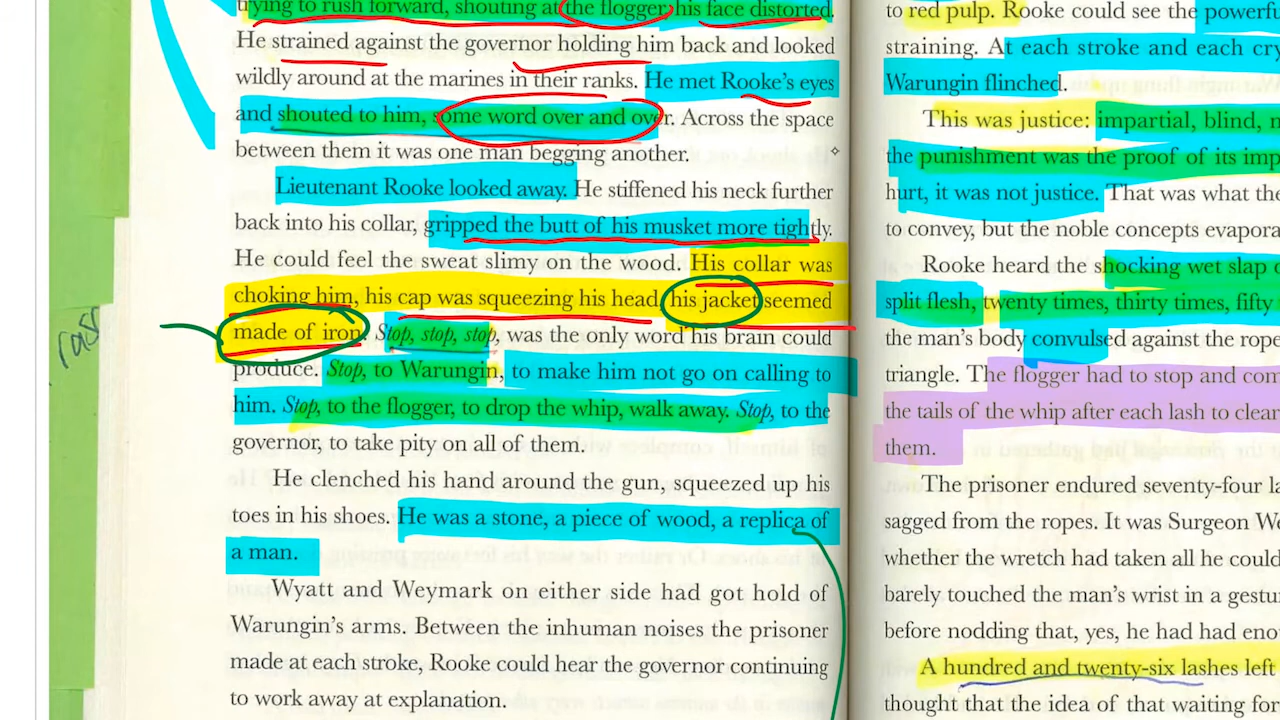 trying to rush forward, shouting at the flogger, his face distorted.
He strained against the governor holding him back and looked
wildly around at the marines in their ranks. He met Rooke's eyes
and shouted to him, some word over and over. Across the space
between them it was one man begging another.
Lieutenant Rooke looked away. He stiffened his neck further
back into his collar, gripped the butt of his musket more tightly.
He could feel the sweat slimy on the wood. His collar was
choking him, his cap was squeezing his head, his jacket seemed
made of iron. Stop, stop, stop, was the only word his brain could
produce. Stop, to Warungin, to make him not go on calling to
him. Stop, to the flogger, to drop the whip, walk away. Stop, to the
governor, to take pity on all of them.
He clenched his hand around the gun, squeezed up his
toes in his shoes. He was a stone, a piece of wood, a replica of
a man.
Wyatt and Weymark on either side had got hold of
Warungin's arms. Between the inhuman noises the prisoner
made at each stroke, Rooke could hear the governor continuing
to work away at explanation.
to red pulp. Rooke could see the powerfu
straining. At each stroke and each cry
Warungin flinched.
This was justice: impartial, blind, n
the punishment was the proof of its imp
hurt, it was not justice. That was what the
to convey, but the noble concepts evapora
Rooke heard the shocking wet slap o
split flesh, twenty times, thirty times, fifty
the man's body convulsed against the rope
triangle. The flogger had to stop and com
the tails of the whip after each lash to clear
them.
The prisoner endured seventy-four la
sagged from the ropes. It was Surgeon We
whether the wretch had taken all he could
barely touched the man's wrist in a gestu
before nodding that, yes, he had had eno
A hundred and twenty-six lashes left
thought that the idea of that waiting for